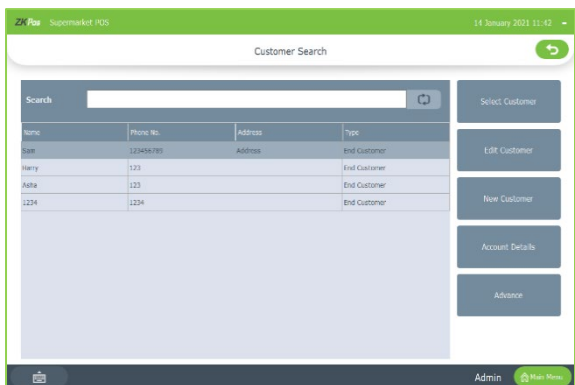 ZKPos Supermarket POS 14 January 2021 11:42
Customer Search
Search
Select Customer
Name Phone No. Address Type
Sam 123456789 Address End Customer
Edit Customer
Harry 123 End Customer
Asha 123 End Customer
1234 1234 End Customer
New Customer
Account Details
Advance
Admin Main Menu